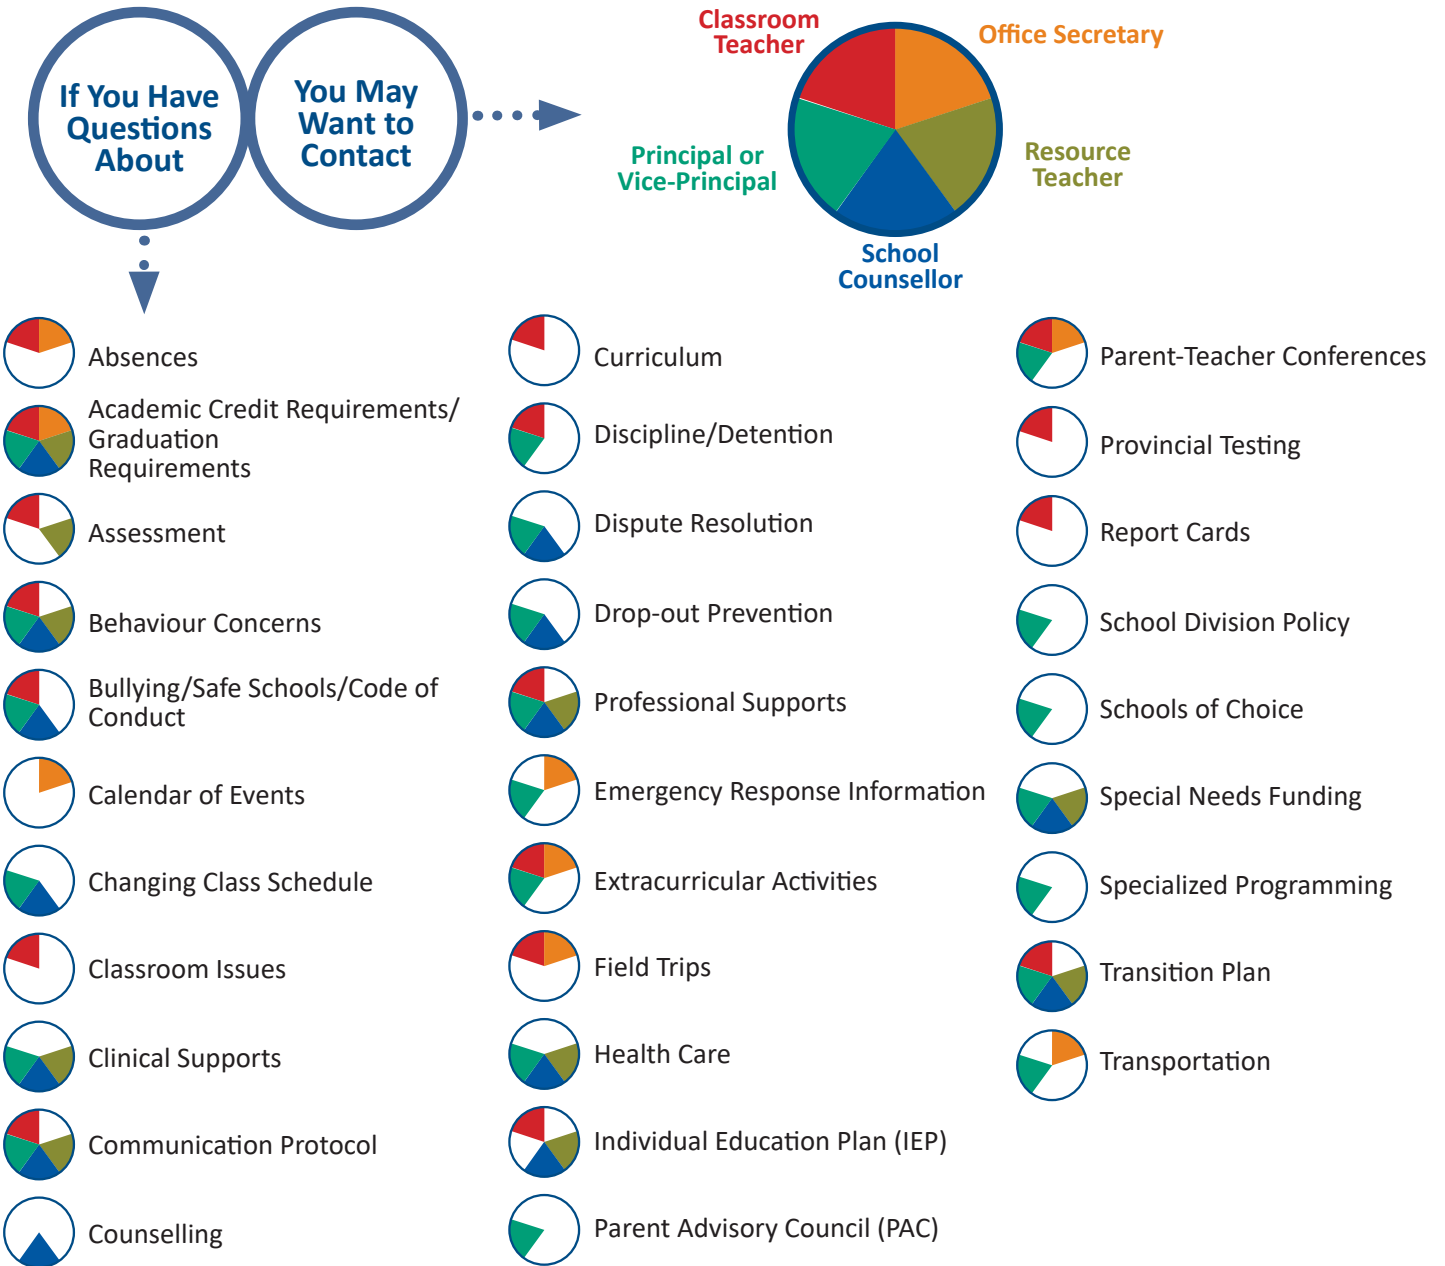 If You Have
Questions
About
You May
Want to
Contact
Classroom
Teacher
Office Secretary
Principal or
Vice-Principal
Resource
Teacher
School
Counsellor
Absences
Academic Credit Requirements/
Graduation
Requirements
Assessment
Behaviour Concerns
Bullying/Safe Schools/Code of
Conduct
Calendar of Events
Changing Class Schedule
Classroom Issues
Clinical Supports
Communication Protocol
Counselling
Curriculum
Discipline/Detention
Dispute Resolution
Drop-out Prevention
Professional Supports
Emergency Response Information
Extracurricular Activities
Field Trips
Health Care
Individual Education Plan (IEP)
Parent Advisory Council (PAC)
Parent-Teacher Conferences
Provincial Testing
Report Cards
School Division Policy
Schools of Choice
Special Needs Funding
Specialized Programming
Transition Plan
Transportation